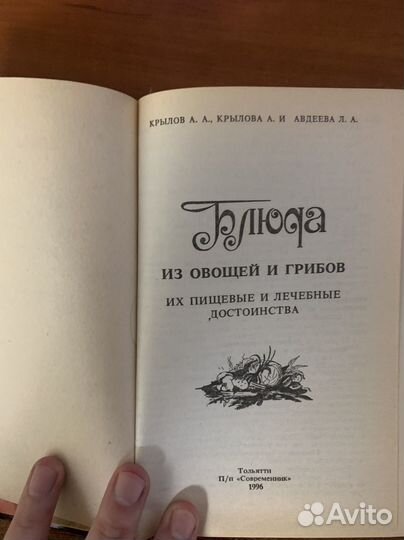 КРЫЛОВ А. А., КРЫЛОВА А. И АВДЕЕВА Л. А.
Блюда
ИЗ ОВОЩЕЙ И ГРИБОВ
ИХ ПИЩЕВЫЕ И ЛЕЧЕБНЫЕ
ДОСТОИНСТВА
Тольятти
П/п «Современник»
1996
Avito